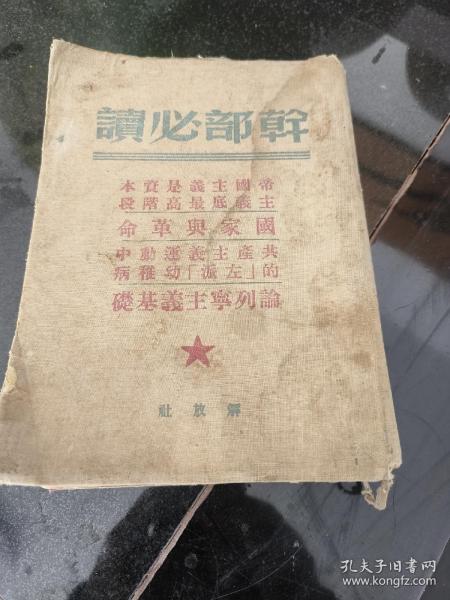 幹部必讀
帝國主義是資本
主義底最高階段
國家與革命
共產主義運動中
的「左派」幼稚病
論列寧主義基礎
解放社
孔夫子旧书网
www.kongfz.com